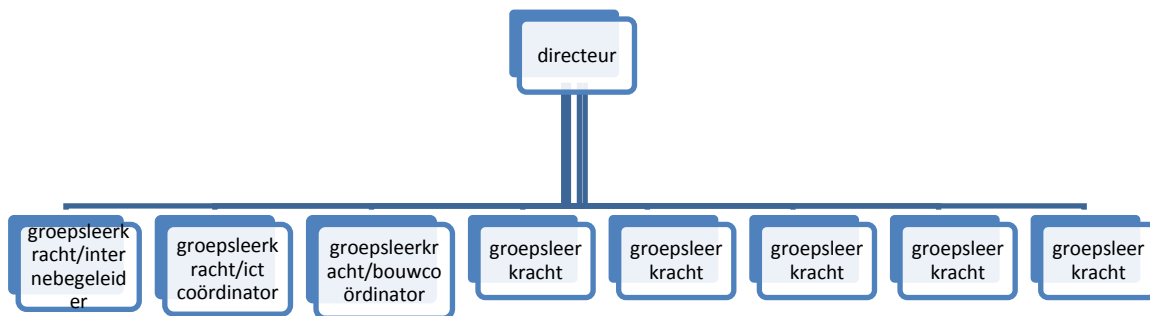 directeur
groepsleerk
racht/inter
nebegeleid
er
groepsleerk
racht/ict
coördinator
groepsleerkr
acht/bouwco
ördinator
groepsleer
kracht
groepsleer
kracht
groepsleer
kracht
groepsleer
kracht
groepsleer
kracht